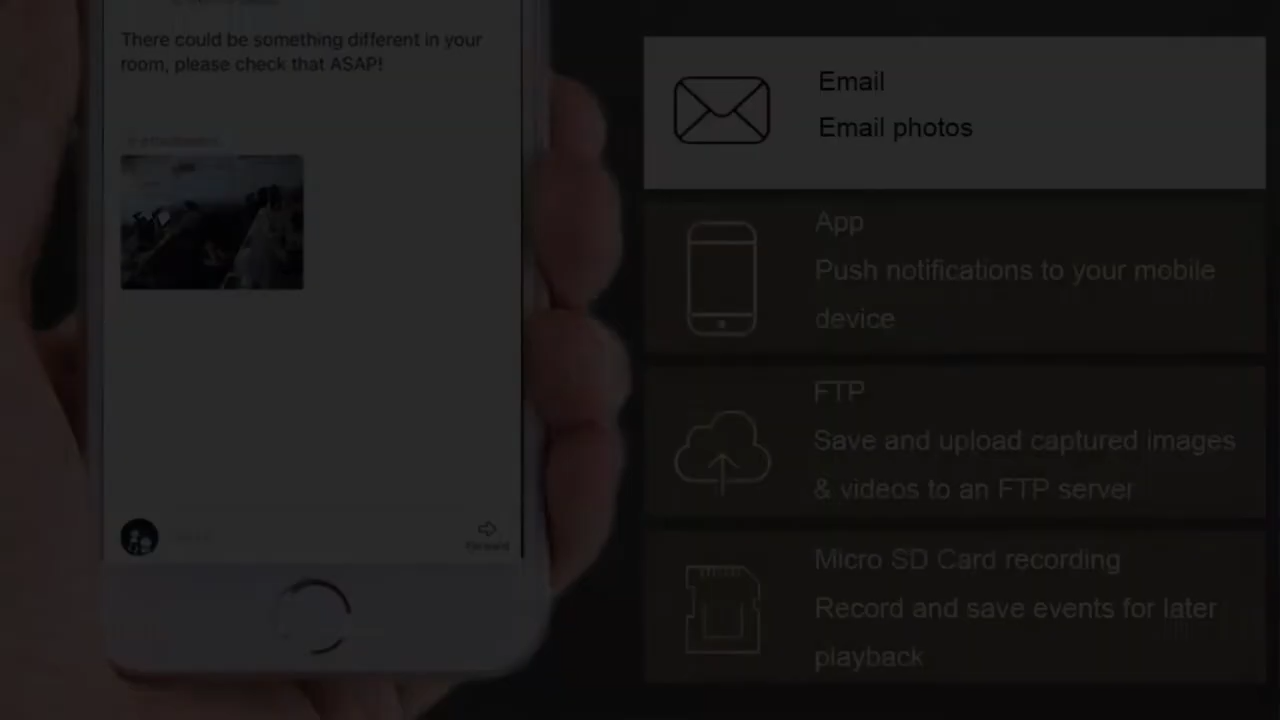 There could be something different in your
room, please check that ASAP!
Forward
Email
Email photos
App
Push notifications to your mobile
device
FTP
Save and upload captured images
& videos to an FTP server
Micro SD Card recording
Record and save events for later
playback